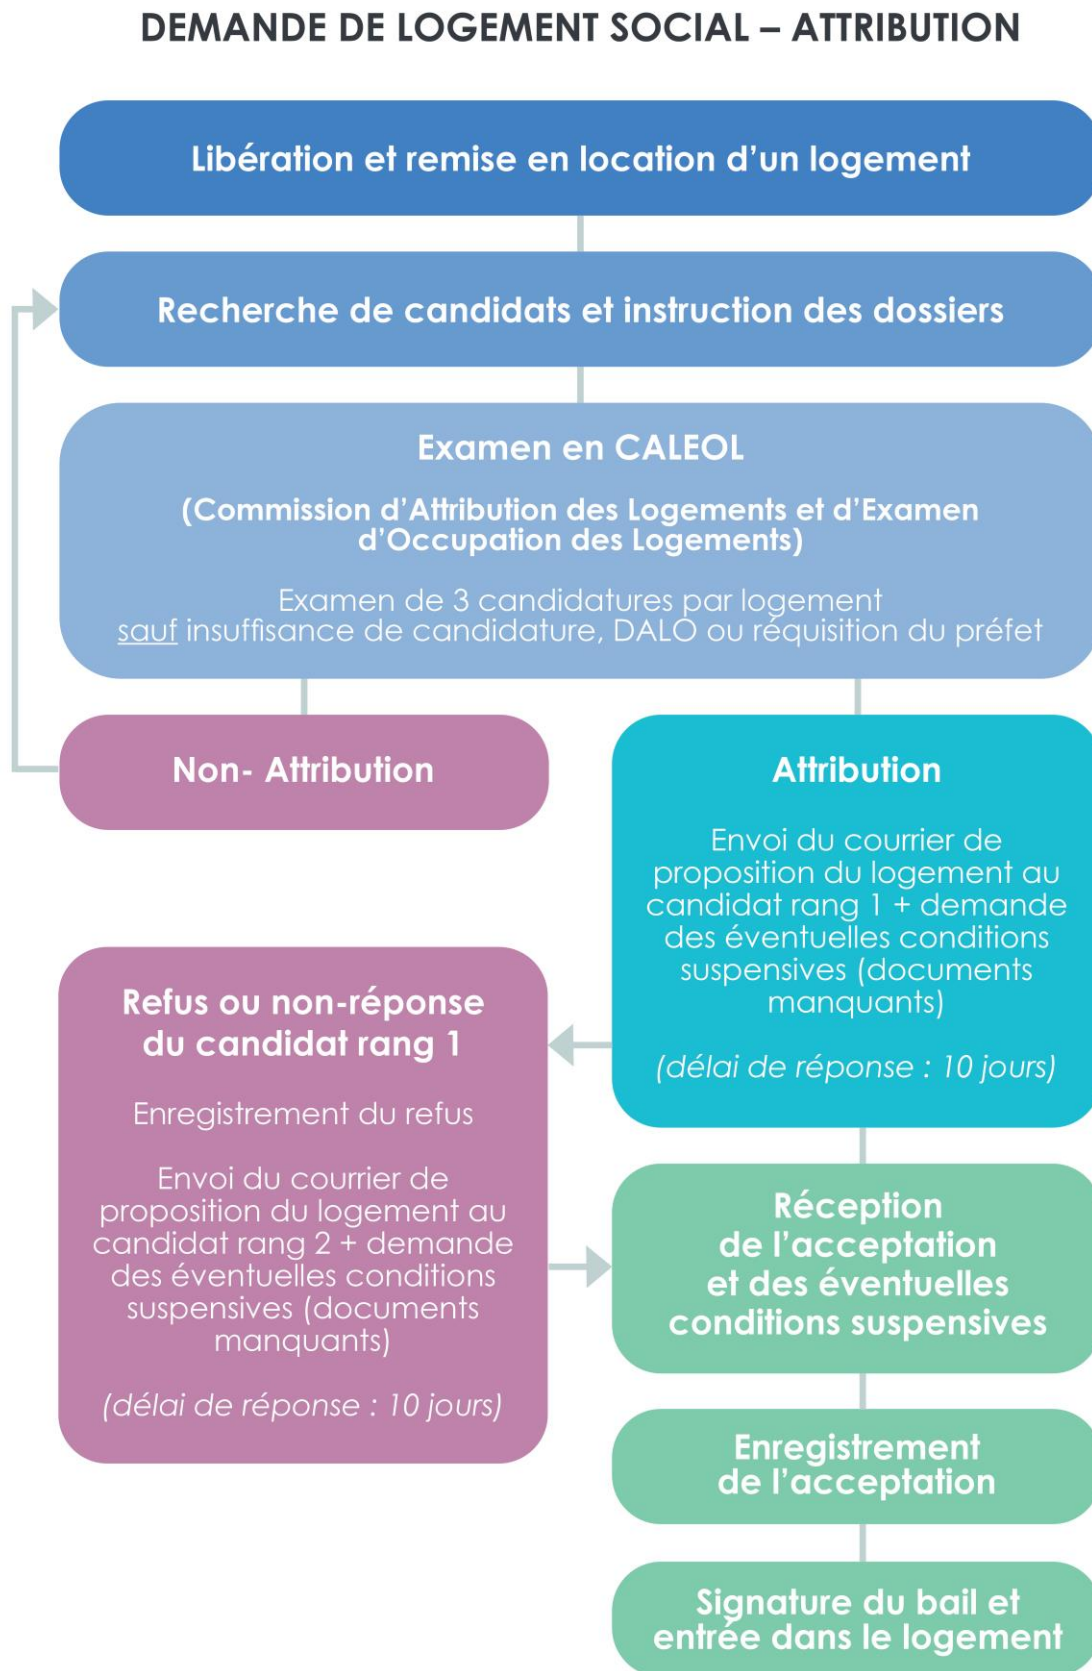 DEMANDE DE LOGEMENT SOCIAL – ATTRIBUTION
Libération et remise en location d’un logement
Recherche de candidats et instruction des dossiers
Examen en CALEOL
(Commission d’Attribution des Logements et d’Examen
d’Occupation des Logements)
Examen de 3 candidatures par logement
sauf insuffisance de candidature, DALO ou réquisition du préfet
Non- Attribution
Attribution
Envoi du courrier de
proposition du logement au
candidat rang 1 + demande
des éventuelles conditions
suspensives (documents
manquants)
(délai de réponse : 10 jours)
Refus ou non-réponse
du candidat rang 1
Enregistrement du refus
Envoi du courrier de
proposition du logement au
candidat rang 2 + demande
des éventuelles conditions
suspensives (documents
manquants)
(délai de réponse : 10 jours)
Réception
de l’acceptation
et des éventuelles
conditions suspensives
Enregistrement
de l’acceptation
Signature du bail et
entrée dans le logement